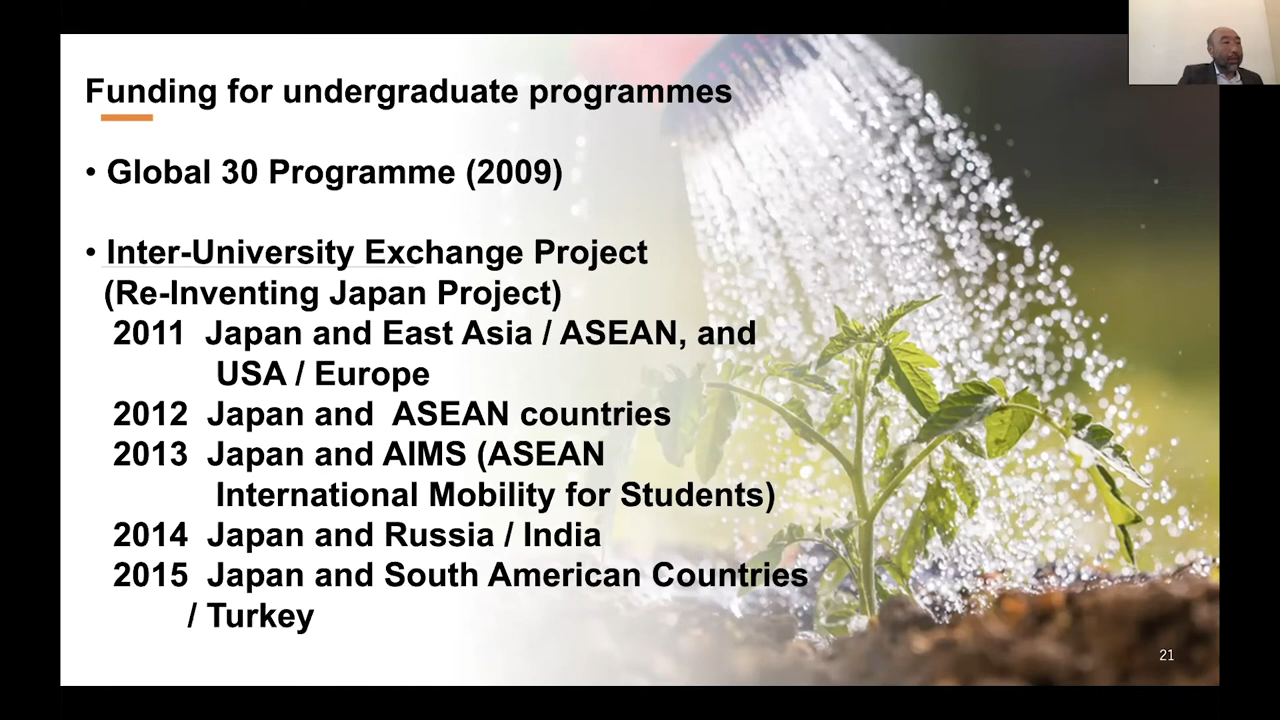 Funding for undergraduate programmes
• Global 30 Programme (2009)
• Inter-University Exchange Project
(Re-Inventing Japan Project)
2011 Japan and East Asia / ASEAN, and
USA / Europe
2012 Japan and ASEAN countries
2013 Japan and AIMS (ASEAN
International Mobility for Students)
2014 Japan and Russia / India
2015 Japan and South American Countries
/ Turkey
21